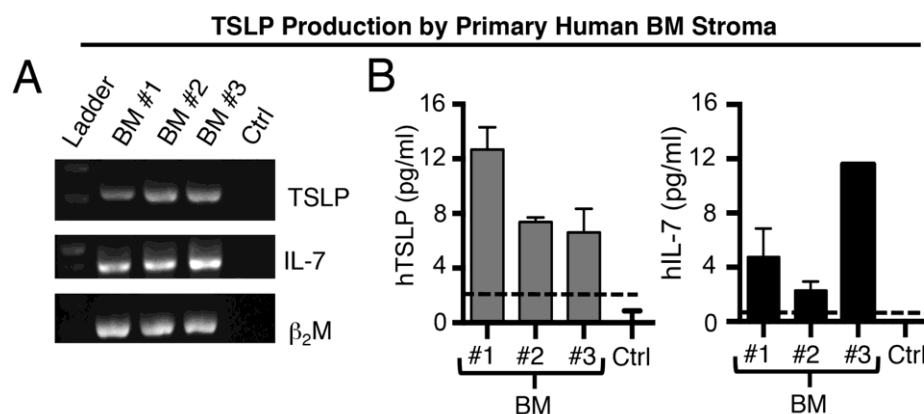 TSLP Production by Primary Human BM Stroma
A
Ladder
BM #1
BM #2
BM #3
Ctrl
TSLP
IL-7
β₂M
B
hTSLP (pg/ml)
16
12
8
4
0
#1 #2 #3 Ctrl
BM
hIL-7 (pg/ml)
16
12
8
4
0
#1 #2 #3 Ctrl
BM